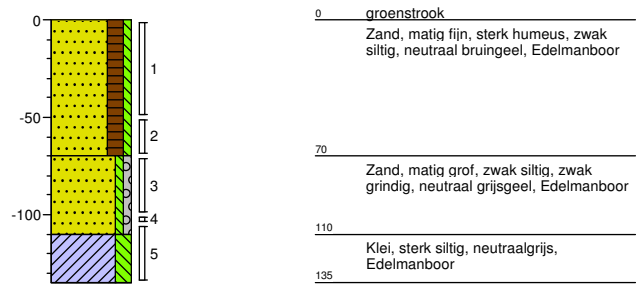 -0
-50
-100
1
2
3
4
5
0
groenstrook
Zand, matig fijn, sterk humeus, zwak
siltig, neutraal bruingeel, Edelmanboor
70
Zand, matig grof, zwak siltig, zwak
grindig, neutraal grijsgeel, Edelmanboor
110
Klei, sterk siltig, neutraalgrijs,
Edelmanboor
135